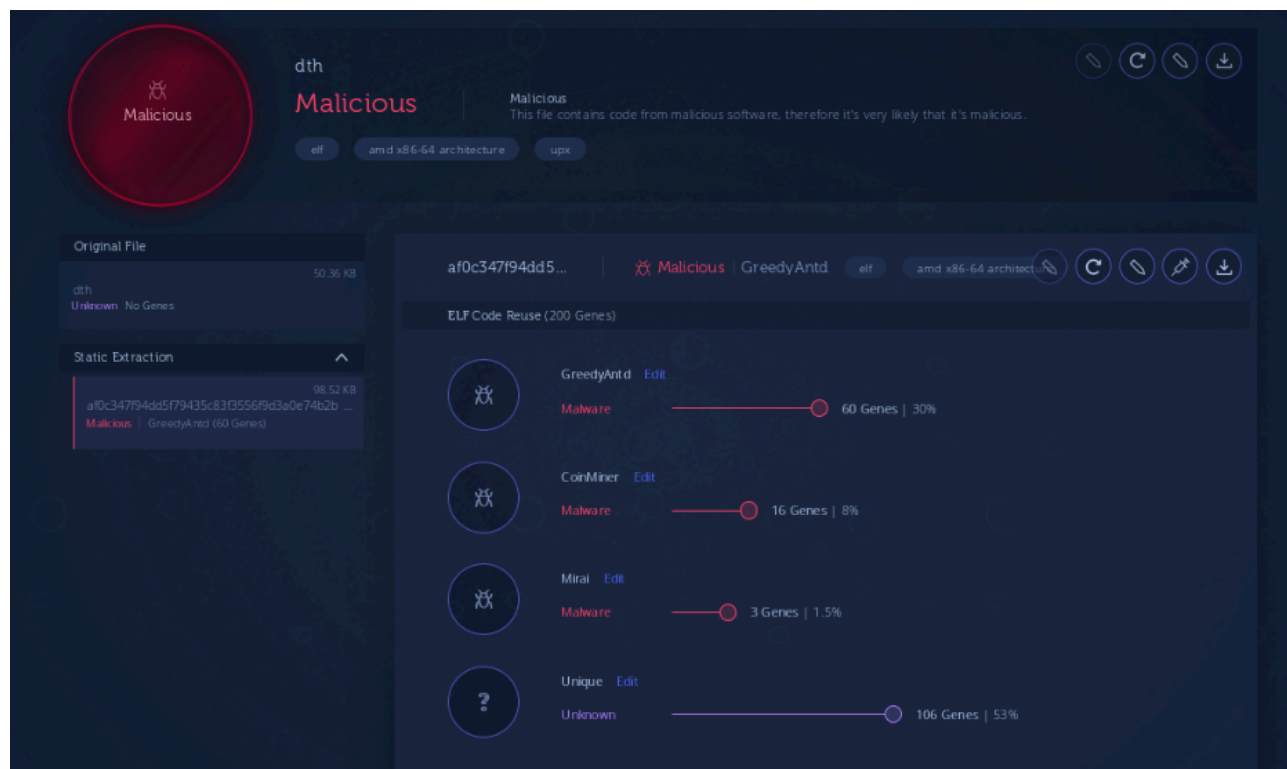 Malicious
dth
Malicious
Malicious
This file contains code from malicious software, therefore it's very likely that it's malicious.
elf amd x86-64 architecture upx
Original File
50.36 KB
dth
Unknown No Genes
Static Extraction
98.52 KB
af0c347f94dd5f79435c83f3556f9d3a0e74b2b ...
Malicious | GreedyAntd (60 Genes)
af0c347f94dd5... Malicious | GreedyAntd elf amd x86-64
ELF Code Reuse (200 Genes)
GreedyAntd Edit
Malware 60 Genes | 30%
CoinMiner Edit
Malware 16 Genes | 8%
Mirai Edit
Malware 3 Genes | 1.5%
Unique Edit
Unknown 106 Genes | 53%